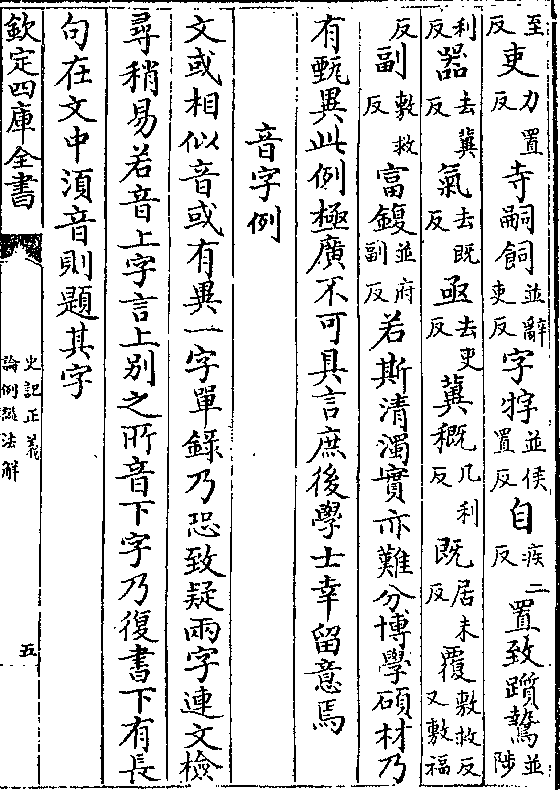 至反吏力置反寺嗣飼並辭吏反字牸並侯置反自疾二反置致躓鷙並陟
利反器去冀反氣去既反亟去吏反冀穊几利反既居未反覆敷救反又敷福
反副敷救反富鍑並府副反若斯清濁實亦難分博學碩材乃
有甄異此例極廣不可具言庶後學士幸留意焉
音字例
文或相似音或有異一字單錄乃恐致疑兩字連文檢
尋稍易若音上字言上別之所音下字乃復書下有長
句在文中須音則題其字
欽定四庫全書
史記正義
論例諡法解
五